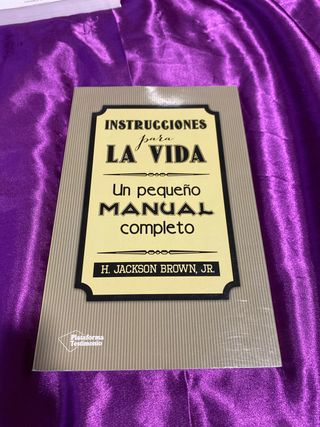 INSTRUCCIONES
para
LA VIDA
Un pequeño
MANUAL
completo
H. JACKSON BROWN, JR.
Plataforma
Testimonio